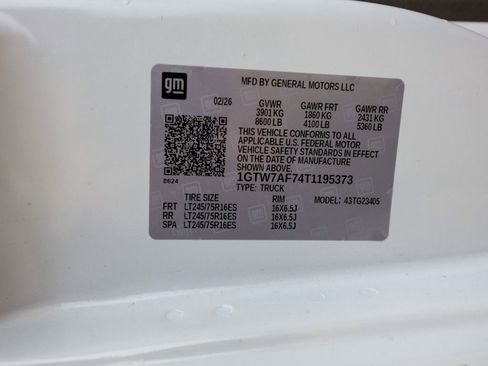 gm
MFD BY GENERAL MOTORS LLC
02/26 GVWR GAWR FRT GAWR RR
3901 KG 1860 KG 2431 KG
8600 LB 4100 LB 5360 LB
THIS VEHICLE CONFORMS TO ALL
APPLICABLE U.S. FEDERAL MOTOR
VEHICLE SAFETY STANDARDS IN EFFECT
ON THE DATE OF MANUFACTURE
SHOWN ABOVE.
8624 1GTW7AF74T1195373
TYPE: TRUCK
TIRE SIZE RIM MODEL: 43TG23405
FRT LT245/75R16ES 16X6.5J
RR LT245/75R16ES 16X6.5J
SPA LT245/75R16ES 16X6.5J